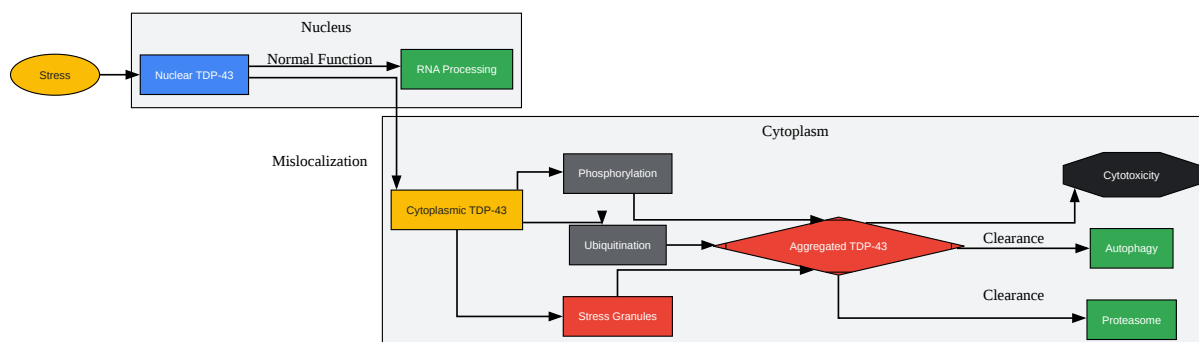 Nucleus
Stress
Nuclear TDP-43
Normal Function
RNA Processing
Cytoplasm
Mislocalization
Phosphorylation
Cytotoxicity
Cytoplasmic TDP-43
Ubiquitination
Aggregated TDP-43
Clearance
Autophagy
Clearance
Stress Granules
Proteasome